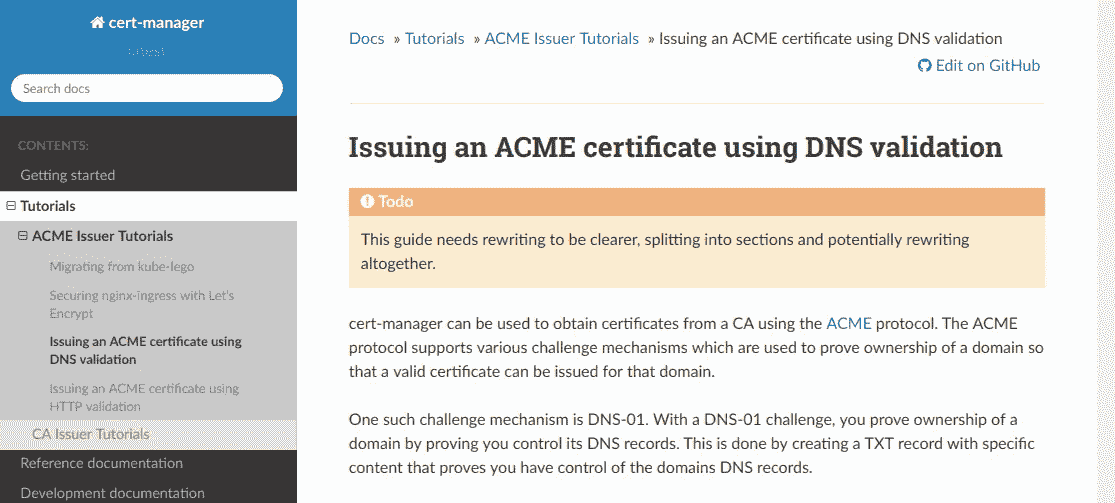 cert-manager
Search docs
CONTENTS:
Getting started
Tutorials
ACME Issuer Tutorials
Migrating from kube-lego
Securing nginx-ingress with Let's
Encrypt
Issuing an ACME certificate using
DNS validation
Issuing an ACME certificate using
HTTP validation
CA Issuer Tutorials
Reference documentation
Development documentation
Docs » Tutorials » ACME Issuer Tutorials » Issuing an ACME certificate using DNS validation
Edit on GitHub
Issuing an ACME certificate using DNS validation
Todo
This guide needs rewriting to be clearer, splitting into sections and potentially rewriting
altogether.
cert-manager can be used to obtain certificates from a CA using the ACME protocol. The ACME
protocol supports various challenge mechanisms which are used to prove ownership of a domain so
that a valid certificate can be issued for that domain.
One such challenge mechanism is DNS-01. With a DNS-01 challenge, you prove ownership of a
domain by proving you control its DNS records. This is done by creating a TXT record with specific
content that proves you have control of the domains DNS records.